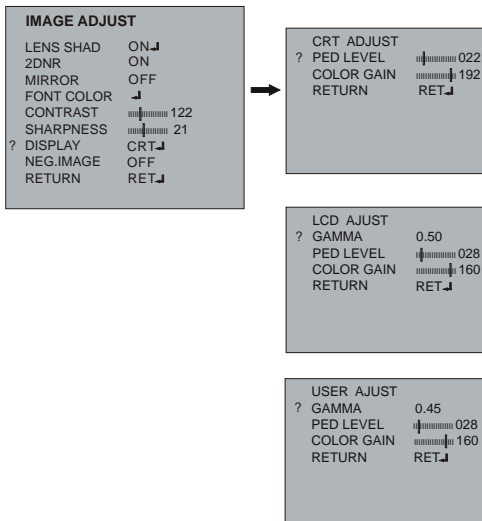 IMAGE ADJUST
LENS SHAD ON↲
2DNR ON
MIRROR OFF
FONT COLOR ↲
CONTRAST 122
SHARPNESS 21
? DISPLAY CRT↲
NEG.IMAGE OFF
RETURN RET↲
CRT ADJUST
? PED LEVEL 022
COLOR GAIN 192
RETURN RET↲
LCD AJUST
? GAMMA 0.50
PED LEVEL 028
COLOR GAIN 160
RETURN RET↲
USER AJUST
? GAMMA 0.45
PED LEVEL 028
COLOR GAIN 160
RETURN RET↲